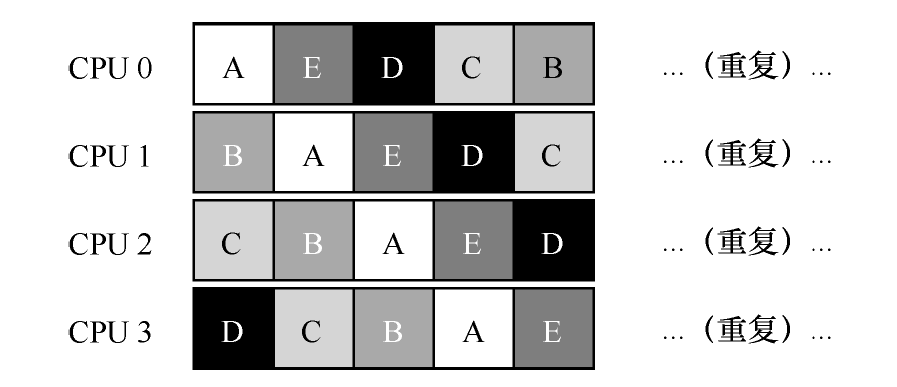 CPU 0 A E D C B …（重复）…
CPU 1 B A E D C …（重复）…
CPU 2 C B A E D …（重复）…
CPU 3 D C B A E …（重复）…